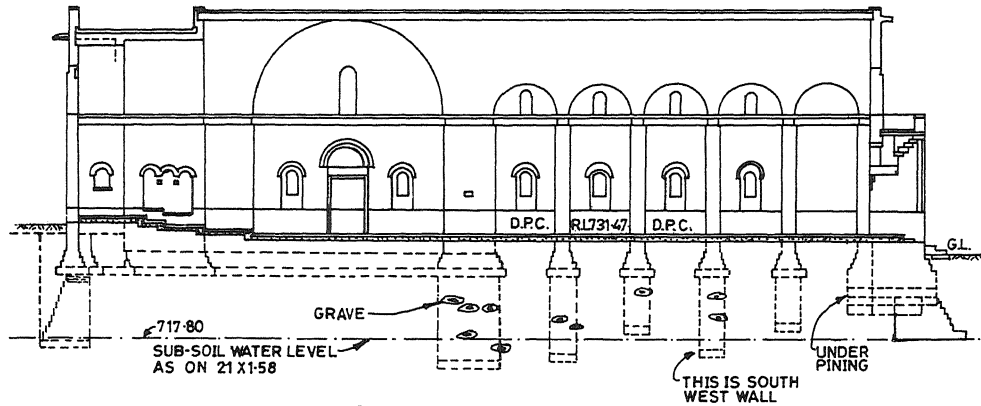 D.P.C. R.L731·47· D.P.C.
G.L.
GRAVE
717·80
SUB-SOIL WATER LEVEL
AS ON 21 X1·58
UNDER
PINING
THIS IS SOUTH
WEST WALL